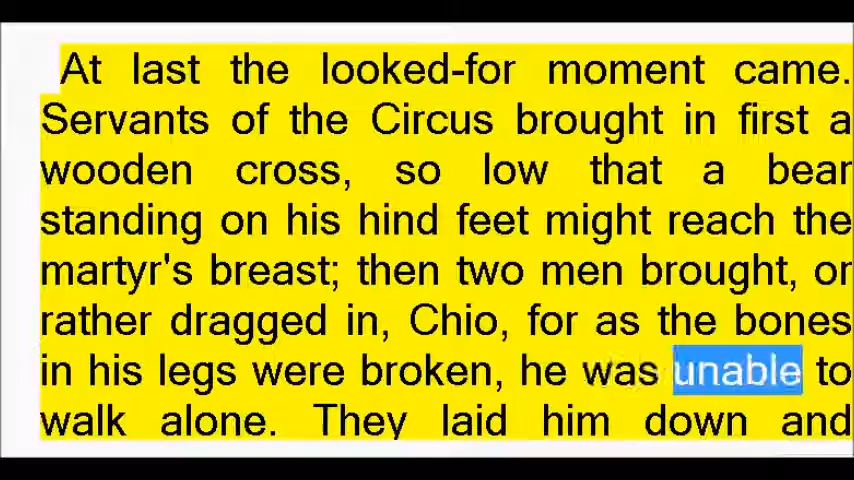 At last the looked-for moment came.
Servants of the Circus brought in first a
wooden cross, so low that a bear
standing on his hind feet might reach the
martyr's breast; then two men brought, or
rather dragged in, Chio, for as the bones
in his legs were broken, he was unable to
walk alone. They laid him down and